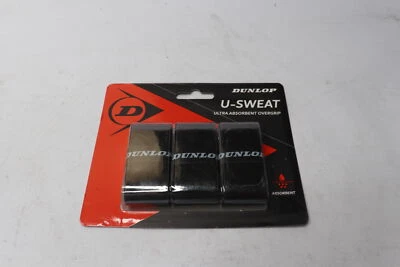 DUNLOP
U-SWEAT
ULTRA ABSORBENT OVERGRIP
D
DUNLOP DUNLOP DUNLOP
ABSORBENT